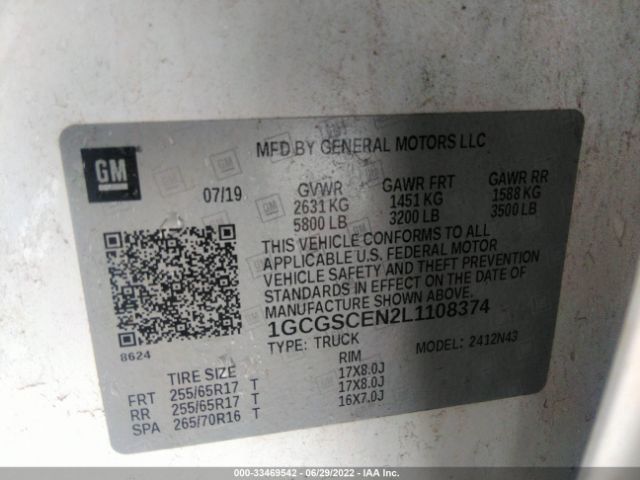 GM
MFD BY GENERAL MOTORS LLC
07/19
GVWR
2631 KG
5800 LB
GAWR FRT
1451 KG
3200 LB
GAWR RR
1588 KG
3500 LB
THIS VEHICLE CONFORMS TO ALL
APPLICABLE U.S. FEDERAL MOTOR
VEHICLE SAFETY AND THEFT PREVENTION
STANDARDS IN EFFECT ON THE DATE OF
MANUFACTURE SHOWN ABOVE.
1GCGSCEN2L1108374
8624
TYPE: TRUCK
MODEL: 2412N43
TIRE SIZE
RIM
FRT 255/65R17 T 17X8.0J
RR 255/65R17 T 17X8.0J
SPA 265/70R16 T 16X7.0J
000-33469542 - 06/29/2022 - IAA Inc.